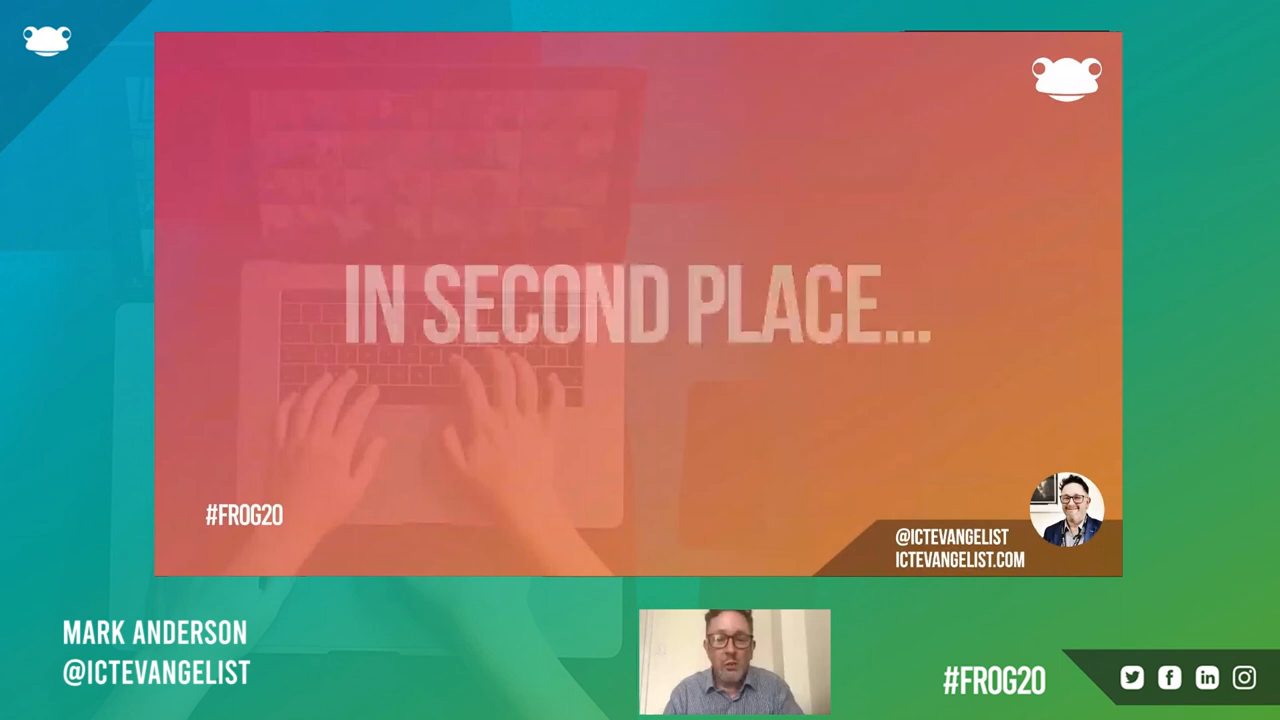 IN SECOND PLACE...
#FROG20
@ICTEVANGELIST
ICTEVANGELIST.COM
MARK ANDERSON
@ICTEVANGELIST
#FROG20